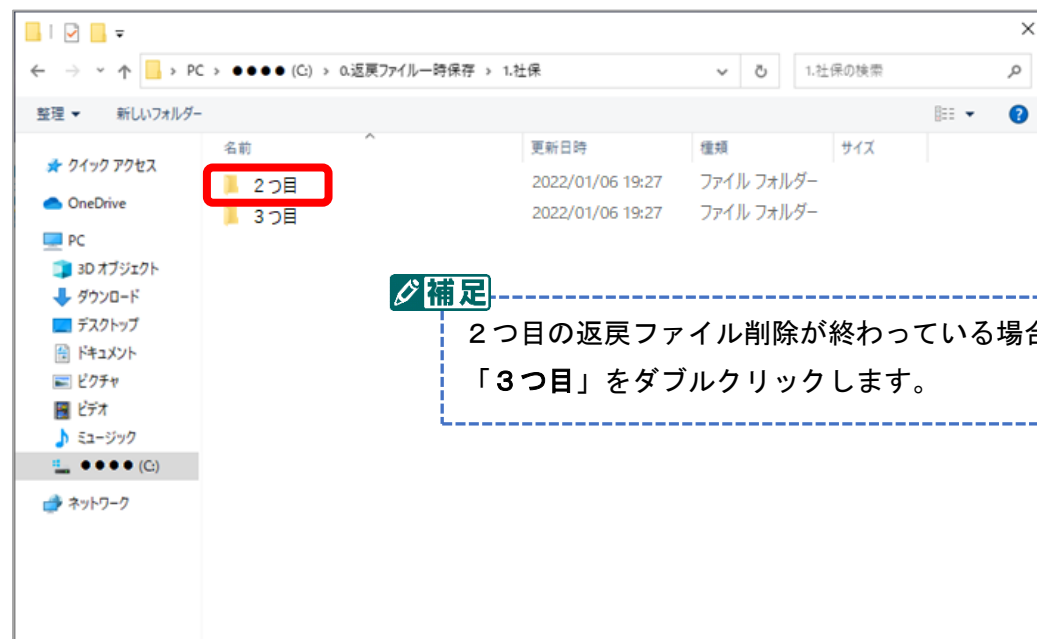 PC > ●●●● (C:) > 0.返戻ファイル一時保存 > 1.社保
1.社保の検索
整理 新しいフォルダー
名前 更新日時 種類 サイズ
クイック アクセス
２つ目 2022/01/06 19:27 ファイル フォルダー
OneDrive
３つ目 2022/01/06 19:27 ファイル フォルダー
PC
3D オブジェクト
ダウンロード
デスクトップ
ドキュメント
ピクチャ
ビデオ
ミュージック
●●●● (C:)
ネットワーク
補足
２つ目の返戻ファイル削除が終わっている場合
「３つ目」をダブルクリックします。